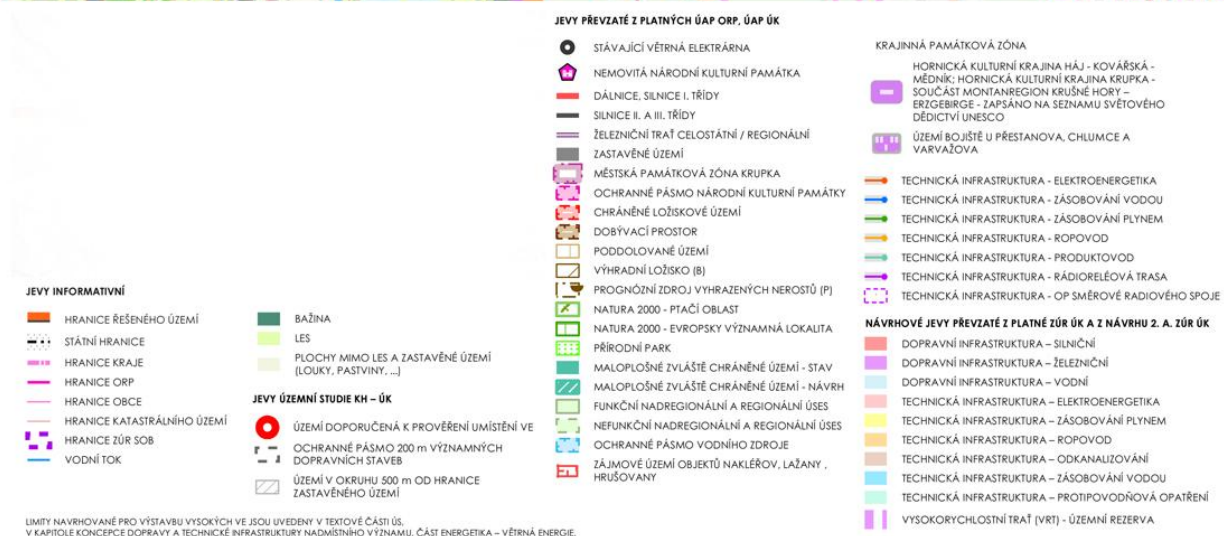 JEVY INFORMATIVNÍ
HRANICE ŘEŠENÉHO ÚZEMÍ
STÁTNÍ HRANICE
HRANICE KRAJE
HRANICE ORP
HRANICE OBCE
HRANICE KATASTRÁLNÍHO ÚZEMÍ
HRANICE ZÚR SOB
VODNÍ TOK
BAŽINA
LES
PLOCHY MIMO LES A ZASTAVĚNÉ ÚZEMÍ
(LOUKY, PASTVINY, ...)
JEVY ÚZEMNÍ STUDIE KH – ÚK
ÚZEMÍ DOPORUČENÁ K PROVĚŘENÍ UMÍSTĚNÍ VE
OCHRANNÉ PÁSMO 200 m VÝZNAMNÝCH
DOPRAVNÍCH STAVEB
ÚZEMÍ V OKRUHU 500 m OD HRANICE
ZASTAVĚNÉHO ÚZEMÍ
LIMITY NAVRHOVANÉ PRO VÝSTAVBU VYSOKÝCH VE JSOU UVEDENY V TEXTOVÉ ČÁSTI ÚS,
V KAPITOLE KONCEPCE DOPRAVY A TECHNICKÉ INFRASTRUKTURY NADMÍSTNÍHO VÝZNAMU, ČÁST ENERGETIKA – VĚTRNÁ ENERGIE.
JEVY PŘEVZATÉ Z PLATNÝCH ÚAP ORP, ÚAP ÚK
STÁVAJÍCÍ VĚTRNÁ ELEKTRÁRNA
NEMOVITÁ NÁRODNÍ KULTURNÍ PAMÁTKA
DÁLNICE, SILNICE I. TŘÍDY
SILNICE II. A III. TŘÍDY
ŽELEZNIČNÍ TRAŤ CELOSTÁTNÍ / REGIONÁLNÍ
ZASTAVĚNÉ ÚZEMÍ
MĚSTSKÁ PAMÁTKOVÁ ZÓNA KRUPKA
OCHRANNÉ PÁSMO NÁRODNÍ KULTURNÍ PAMÁTKY
CHRÁNĚNÉ LOŽISKOVÉ ÚZEMÍ
DOBÝVACÍ PROSTOR
PODDOLOVANÉ ÚZEMÍ
VÝHRADNÍ LOŽISKO (B)
PROGNÓZNÍ ZDROJ VYHRAZENÝCH NEROSTŮ (P)
NATURA 2000 - PTAČÍ OBLAST
NATURA 2000 - EVROPSKY VÝZNAMNÁ LOKALITA
PŘÍRODNÍ PARK
MALOPLOŠNÉ ZVLÁŠTĚ CHRÁNĚNÉ ÚZEMÍ - STAV
MALOPLOŠNÉ ZVLÁŠTĚ CHRÁNĚNÉ ÚZEMÍ - NÁVRH
FUNKČNÍ NADREGIONÁLNÍ A REGIONÁLNÍ ÚSES
NEFUNKČNÍ NADREGIONÁLNÍ A REGIONÁLNÍ ÚSES
OCHRANNÉ PÁSMO VODNÍHO ZDROJE
ZÁJMOVÉ ÚZEMÍ OBJEKTŮ NAKLÉŘOV, LAŽANY ,
HRUŠOVANY
KRAJINNÁ PAMÁTKOVÁ ZÓNA
HORNICKÁ KULTURNÍ KRAJINA HÁJ - KOVÁŘSKÁ -
MĚDNÍK; HORNICKÁ KULTURNÍ KRAJINA KRUPKA -
SOUČÁST MONTANREGION KRUŠNÉ HORY –
ERZGEBIRGE - ZAPSÁNO NA SEZNAMU SVĚTOVÉHO
DĚDICTVÍ UNESCO
ÚZEMÍ BOJIŠTĚ U PŘESTANOVA, CHLUMCE A
VARVAŽOVA
TECHNICKÁ INFRASTRUKTURA - ELEKTROENERGETIKA
TECHNICKÁ INFRASTRUKTURA - ZÁSOBOVÁNÍ VODOU
TECHNICKÁ INFRASTRUKTURA - ZÁSOBOVÁNÍ PLYNEM
TECHNICKÁ INFRASTRUKTURA - ROPOVOD
TECHNICKÁ INFRASTRUKTURA - PRODUKTOVOD
TECHNICKÁ INFRASTRUKTURA - RÁDIORELÉOVÁ TRASA
TECHNICKÁ INFRASTRUKTURA - OP SMĚROVÉ RADIOVÉHO SPOJE
NÁVRHOVÉ JEVY PŘEVZATÉ Z PLATNÉ ZÚR ÚK A Z NÁVRHU 2. A. ZÚR ÚK
DOPRAVNÍ INFRASTRUKTURA – SILNIČNÍ
DOPRAVNÍ INFRASTRUKTURA – ŽELEZNIČNÍ
DOPRAVNÍ INFRASTRUKTURA – VODNÍ
TECHNICKÁ INFRASTRUKTURA – ELEKTROENERGETIKA
TECHNICKÁ INFRASTRUKTURA – ZÁSOBOVÁNÍ PLYNEM
TECHNICKÁ INFRASTRUKTURA – ROPOVOD
TECHNICKÁ INFRASTRUKTURA – ODKANALIZOVÁNÍ
TECHNICKÁ INFRASTRUKTURA – ZÁSOBOVÁNÍ VODOU
TECHNICKÁ INFRASTRUKTURA – PROTIPOVODŇOVÁ OPATŘENÍ
VYSOKORYCHLOSTNÍ TRAŤ (VRT) - ÚZEMNÍ REZERVA